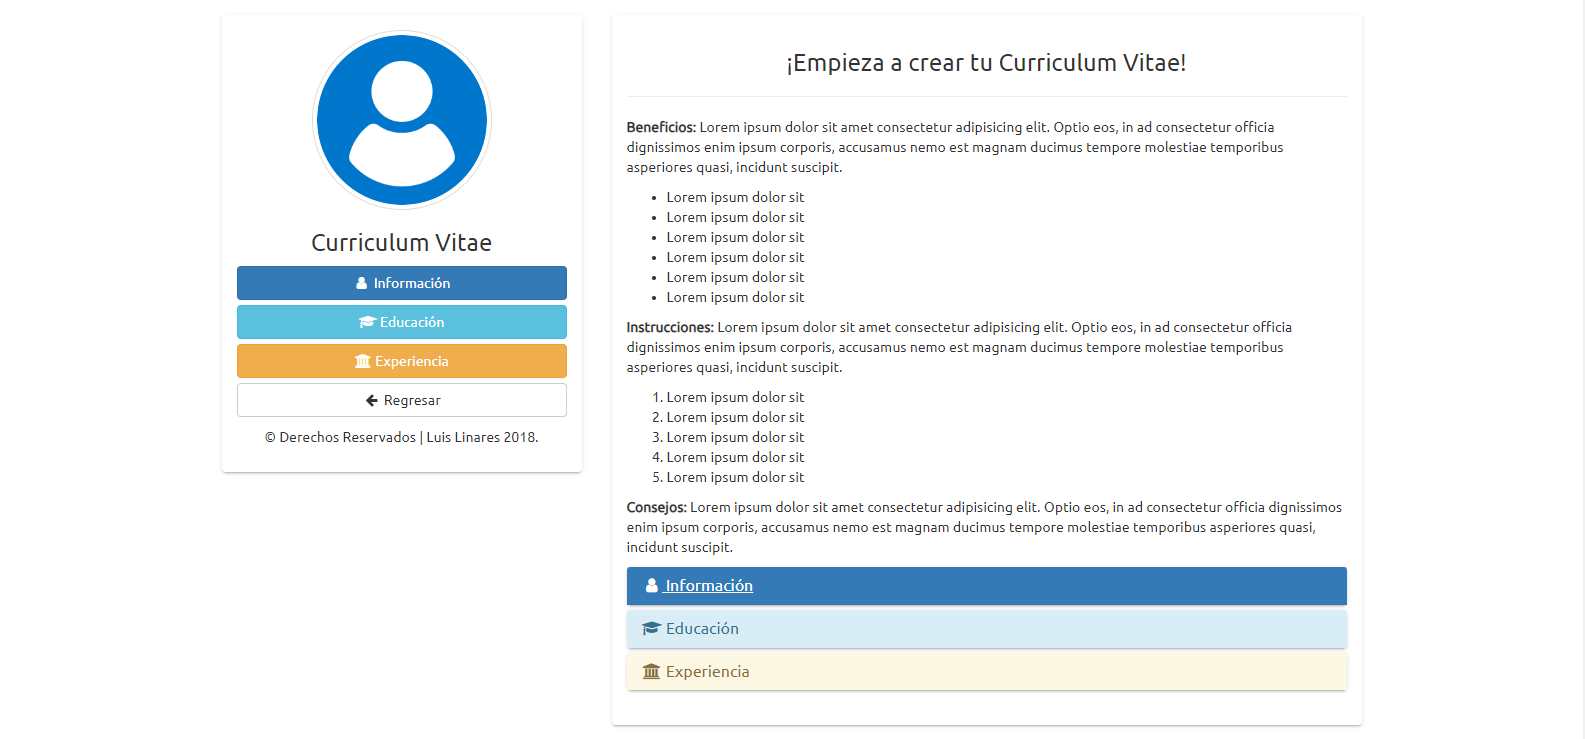 Curriculum Vitae
Información
Educación
Experiencia
Regresar
© Derechos Reservados | Luis Linares 2018.
¡Empieza a crear tu Curriculum Vitae!
Beneficios: Lorem ipsum dolor sit amet consectetur adipisicing elit. Optio eos, in ad consectetur officia
dignissimos enim ipsum corporis, accusamus nemo est magnam ducimus tempore molestiae temporibus
asperiores quasi, incidunt suscipit.
• Lorem ipsum dolor sit
• Lorem ipsum dolor sit
• Lorem ipsum dolor sit
• Lorem ipsum dolor sit
• Lorem ipsum dolor sit
• Lorem ipsum dolor sit
Instrucciones: Lorem ipsum dolor sit amet consectetur adipisicing elit. Optio eos, in ad consectetur officia
dignissimos enim ipsum corporis, accusamus nemo est magnam ducimus tempore molestiae temporibus
asperiores quasi, incidunt suscipit.
1. Lorem ipsum dolor sit
2. Lorem ipsum dolor sit
3. Lorem ipsum dolor sit
4. Lorem ipsum dolor sit
5. Lorem ipsum dolor sit
Consejos: Lorem ipsum dolor sit amet consectetur adipisicing elit. Optio eos, in ad consectetur officia dignissimos
enim ipsum corporis, accusamus nemo est magnam ducimus tempore molestiae temporibus asperiores quasi,
incidunt suscipit.
Información
Educación
Experiencia